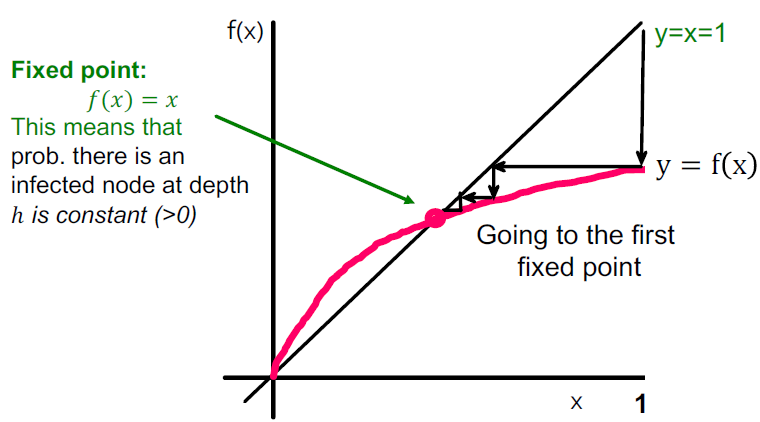 f(x)
y=x=1
Fixed point:
f(x) = x
This means that
prob. there is an
infected node at depth
h is constant (>0)
y = f(x)
Going to the first
fixed point
x
1